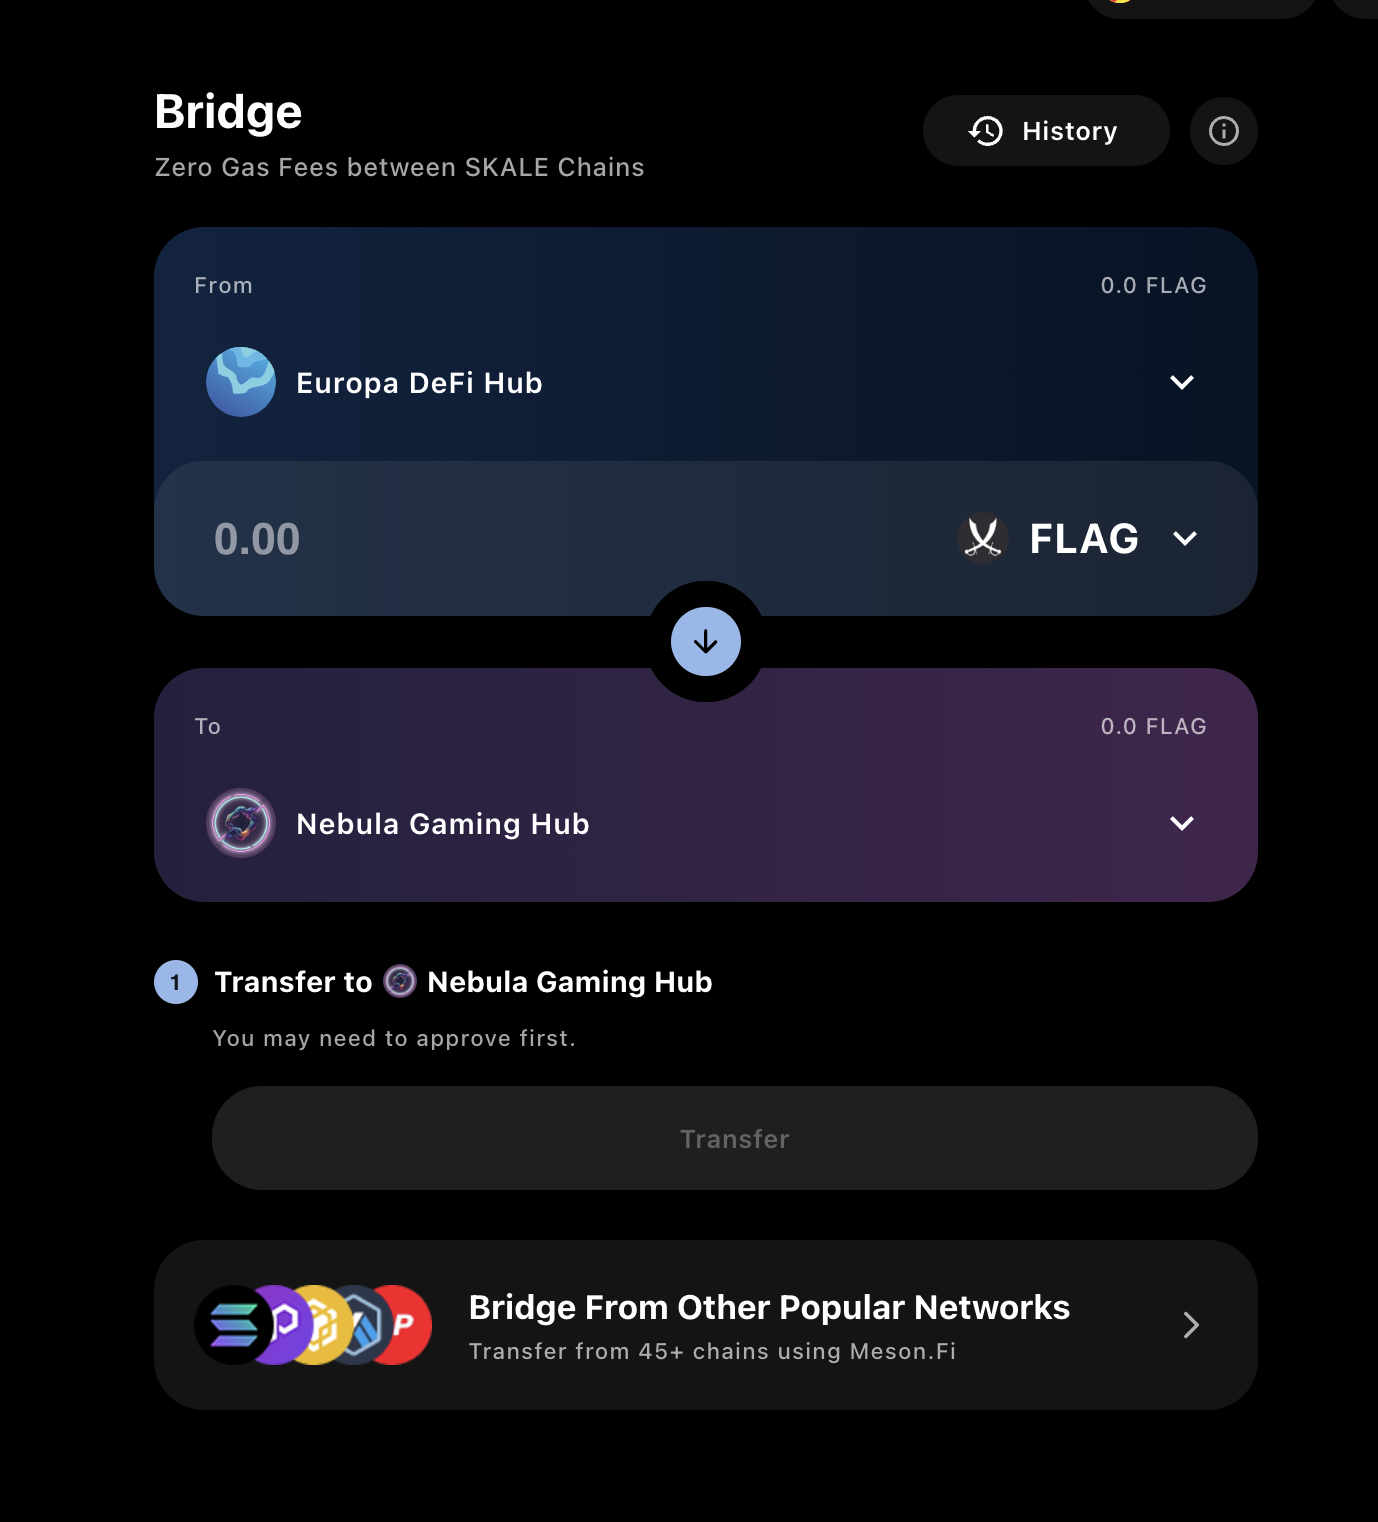 Bridge
Zero Gas Fees between SKALE Chains
History
From
0.0 FLAG
Europa DeFi Hub
0.00
FLAG
To
0.0 FLAG
Nebula Gaming Hub
1
Transfer to Nebula Gaming Hub
You may need to approve first.
Transfer
Bridge From Other Popular Networks
Transfer from 45+ chains using Meson.Fi